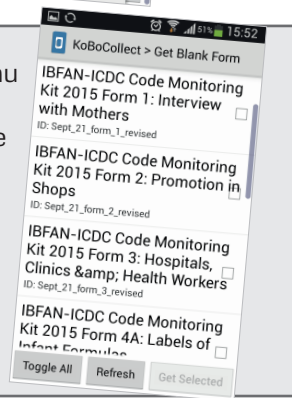 51% 15:52
KoBoCollect > Get Blank Form
nu
e
IBFAN-ICDC Code Monitoring
Kit 2015 Form 1: Interview
with Mothers
ID: Sept_21_form_1_revised
IBFAN-ICDC Code Monitoring
Kit 2015 Form 2: Promotion in
Shops
ID: Sept_21_form_2_revised
IBFAN-ICDC Code Monitoring
Kit 2015 Form 3: Hospitals,
Clinics &amp; Health Workers
ID: Sept_21_form_3_revised
IBFAN-ICDC Code Monitoring
Kit 2015 Form 4A: Labels of
Infant Formulas
Toggle All
Refresh
Get Selected